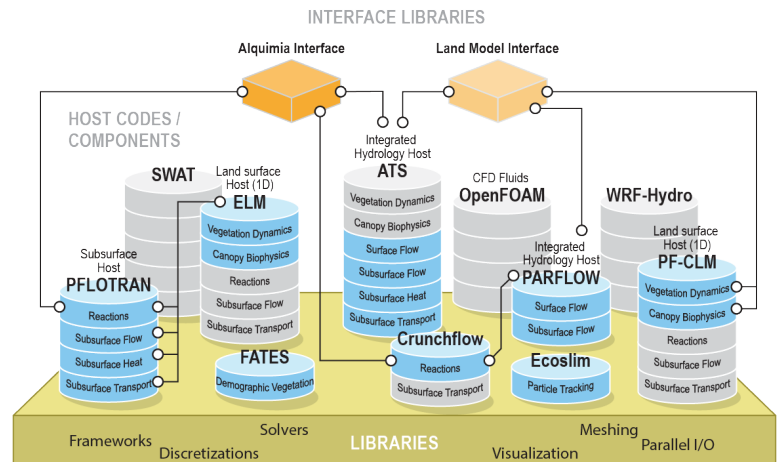 INTERFACE LIBRARIES
Alquimia Interface
Land Model Interface
HOST CODES /
COMPONENTS
Integrated
Hydrology Host
ATS
Vegetation Dynamics
Canopy Biophysics
Surface Flow
Subsurface Flow
Subsurface Heat
Subsurface Transport
SWAT
Land surface
Host (1D)
ELM
Vegetation Dynamics
Canopy Biophysics
Reactions
Subsurface Flow
Subsurface Transport
CFD Fluids
OpenFOAM
WRF-Hydro
Subsurface
Host
PFLOTRAN
Reactions
Subsurface Flow
Subsurface Heat
Subsurface Transport
Integrated
Hydrology Host
PARFLOW
Surface Flow
Subsurface Flow
Land surface
Host (1D)
PF-CLM
Vegetation Dynamics
Canopy Biophysics
Reactions
Subsurface Flow
Subsurface Transport
FATES
Demographic Vegetation
Crunchflow
Reactions
Subsurface Transport
Ecoslim
Particle Tracking
Frameworks
Discretizations
Solvers
LIBRARIES
Visualization
Meshing
Parallel I/O